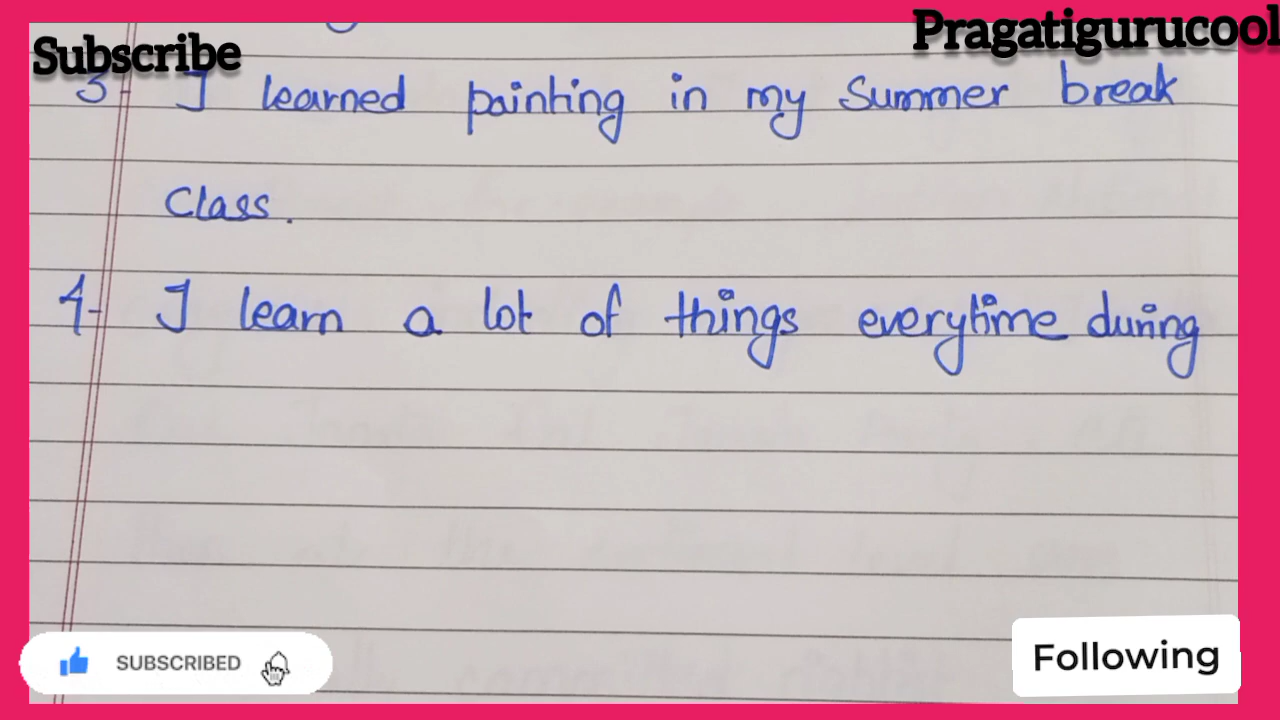 Pragatigurucool
Subscribe
3- I learned painting in my Summer break
Class.
4- I learn a lot of things everytime during
SUBSCRIBED
Following